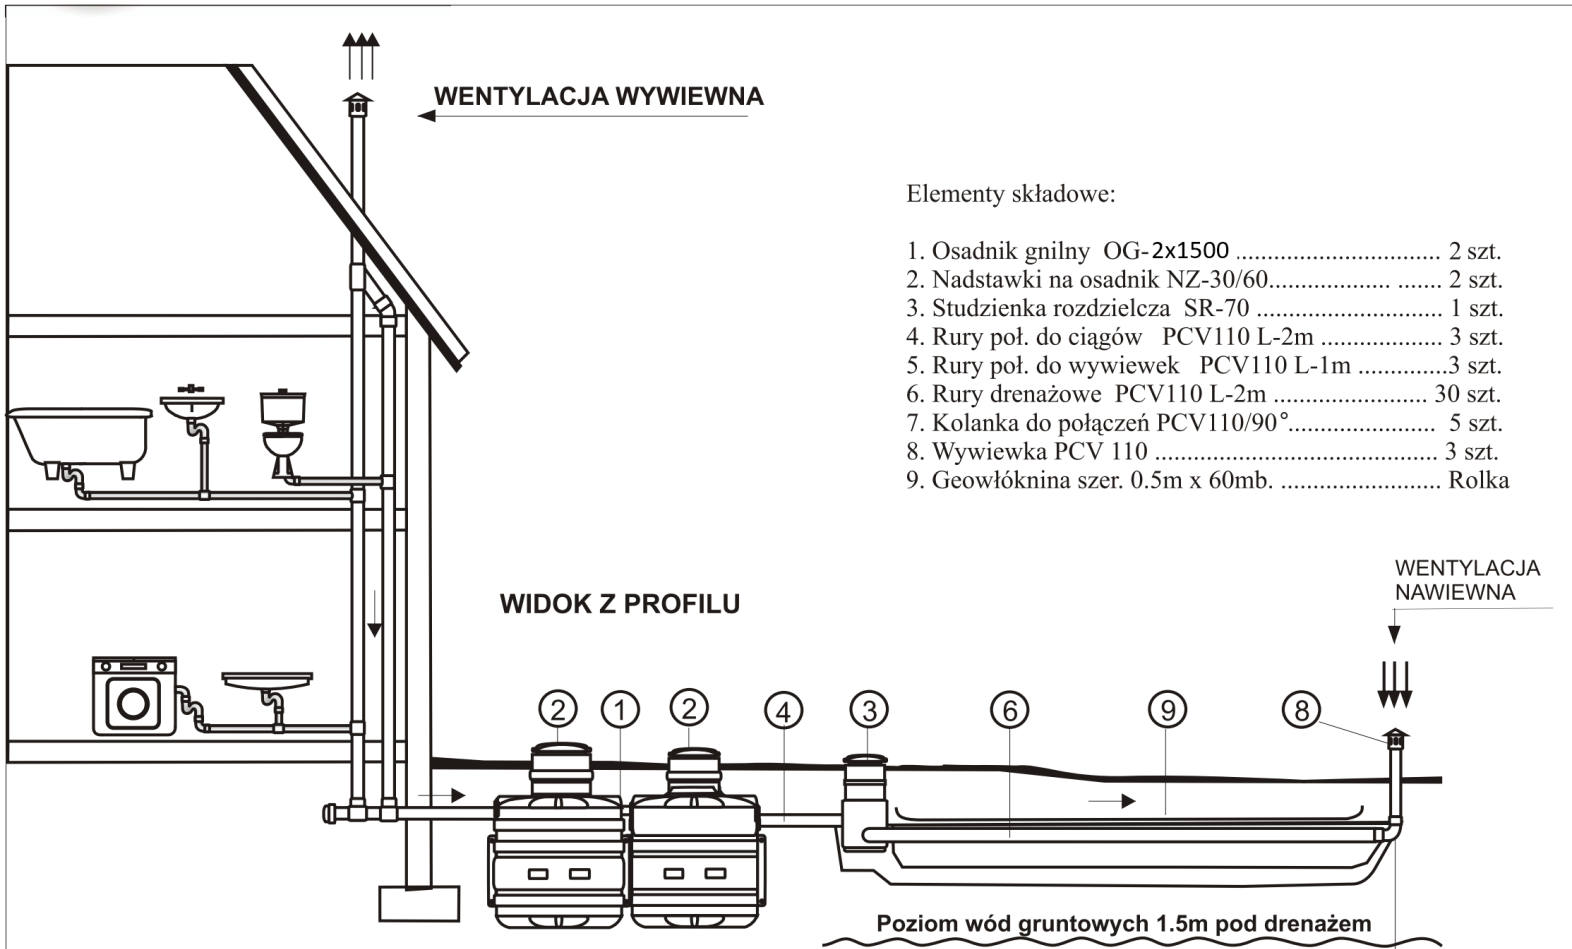 WENTYLACJA WYWIEWNA
Elementy składowe:
1. Osadnik gnilny OG-2x1500 .................................... 2 szt.
2. Nadstawki na osadnik NZ-30/60..................... ....... 2 szt.
3. Studzienka rozdzielcza SR-70 ................................. 1 szt.
4. Rury poł. do ciągów PCV110 L-2m ..................... 3 szt.
5. Rury poł. do wywiewek PCV110 L-1m ...............3 szt.
6. Rury drenażowe PCV110 L-2m ........................... 30 szt.
7. Kolanka do połączeń PCV110/90°......................... 5 szt.
8. Wywiewka PCV 110 ............................................... 3 szt.
9. Geowłóknina szer. 0.5m x 60mb. .......................... Rolka
WENTYLACJA
NAWIEWNA
WIDOK Z PROFILU
2 1 2 4 3 6 9 8
Poziom wód gruntowych 1.5m pod drenażem